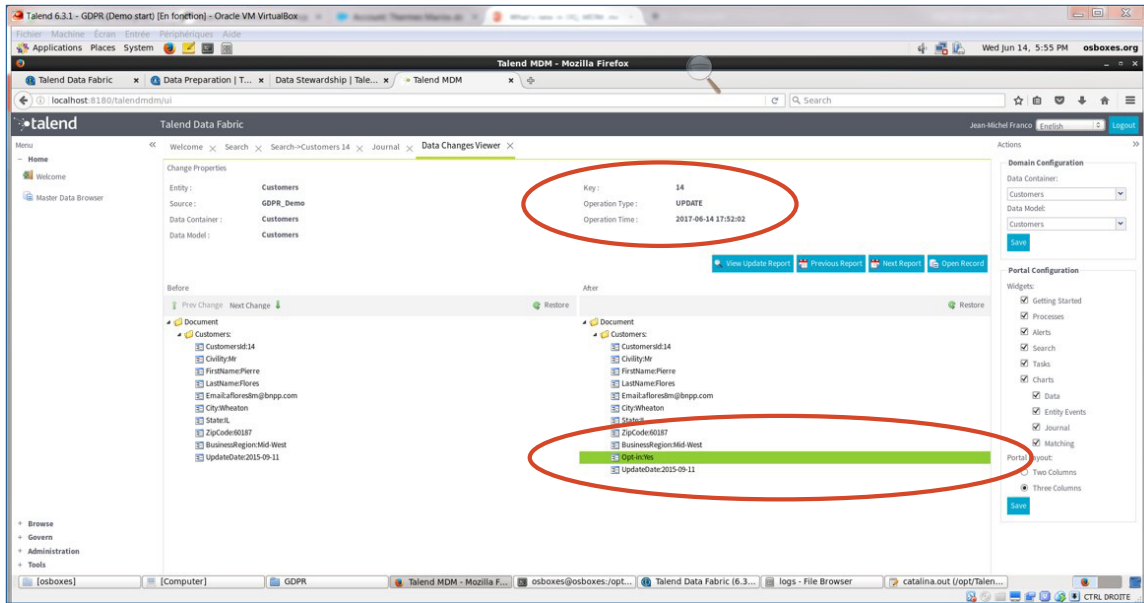 Talend 6.3.1 - GDPR (Demo start) [En fonction] - Oracle VM VirtualBox
Fichier Machine Écran Entrée Périphériques Aide
Applications Places System
Wed Jun 14, 5:55 PM osboxes.org
Talend MDM - Mozilla Firefox
Talend Data Fabric
Data Preparation | T...
Data Stewardship | Tale...
Talend MDM
localhost:8180/talendmdm/ui
Search
talend
Talend Data Fabric
Jean-Michel Franco English Logout
Menu
Home
Welcome
Master Data Browser
Browse
Govern
Administration
Tools
Welcome
Search
Search->Customers 14
Journal
Data Changes Viewer
Change Properties
Entity : Customers
Source : GDPR_Demo
Data Container : Customers
Data Model : Customers
Key : 14
Operation Type : UPDATE
Operation Time : 2017-06-14 17:52:02
View Update Report Previous Report Next Report Open Record
Before
Prev Change Next Change Restore
Document
Customers:
CustomersId:14
Civility:Mr
FirstName:Pierre
LastName:Flores
Email:aflores8m@bnpp.com
City:Wheaton
State:IL
ZipCode:60187
BusinessRegion:Mid-West
UpdateDate:2015-09-11
After
Restore
Document
Customers:
CustomersId:14
Civility:Mr
FirstName:Pierre
LastName:Flores
Email:aflores8m@bnpp.com
City:Wheaton
State:IL
ZipCode:60187
BusinessRegion:Mid-West
Opt-in:Yes
UpdateDate:2015-09-11
Actions
Domain Configuration
Data Container:
Customers
Data Model:
Customers
Save
Portal Configuration
Widgets:
Getting Started
Processes
Alerts
Search
Tasks
Charts
Data
Entity Events
Journal
Matching
Portal Layout:
Two Columns
Three Columns
Save
[osboxes]
[Computer]
GDPR
Talend MDM - Mozilla F...
osboxes@osboxes:/opt...
Talend Data Fabric (6.3...
logs - File Browser
catalina.out (/opt/Talen...
CTRL DROITE